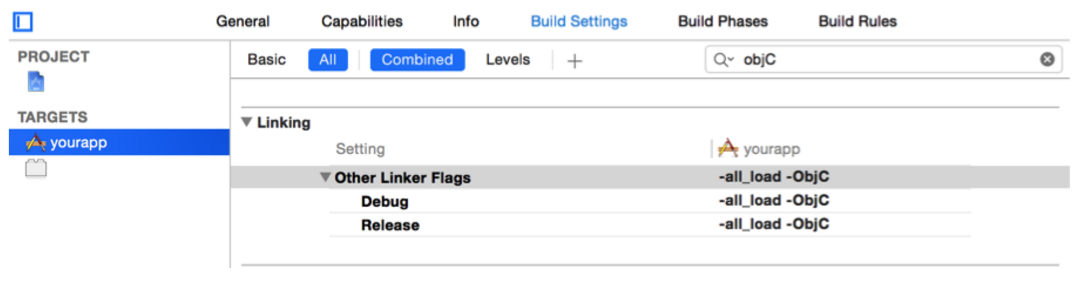 General Capabilities Info Build Settings Build Phases Build Rules
PROJECT
Basic All Combined Levels + objC
TARGETS
yourapp
Linking
Setting yourapp
Other Linker Flags -all_load -ObjC
Debug -all_load -ObjC
Release -all_load -ObjC